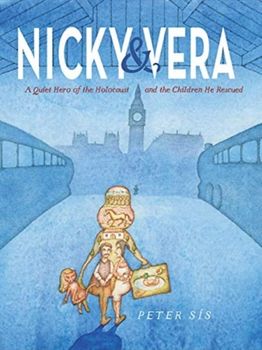 NICKY & VERA
A Quiet Hero of the Holocaust and the Children He Rescued
PETER SÍS